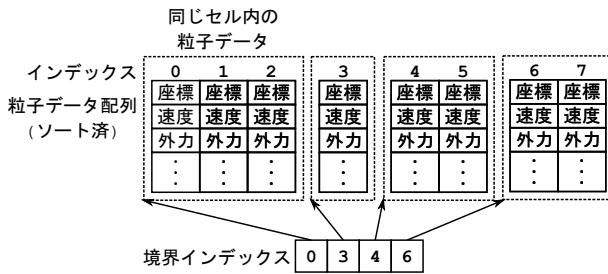 同じセル内の
粒子データ
インデックス 0 1 2 3 4 5 6 7
粒子データ配列
(ソート済)
座標 座標 座標 座標 座標 座標 座標 座標
速度 速度 速度 速度 速度 速度 速度 速度
外力 外力 外力 外力 外力 外力 外力 外力
⋮ ⋮ ⋮ ⋮ ⋮ ⋮ ⋮ ⋮
境界インデックス 0 3 4 6